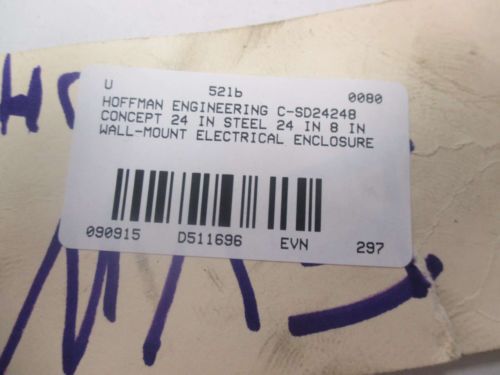 U 521b 0080
HOFFMAN ENGINEERING C-SD24248
CONCEPT 24 IN STEEL 24 IN 8 IN
WALL-MOUNT ELECTRICAL ENCLOSURE
090915 D511696 EVN 297